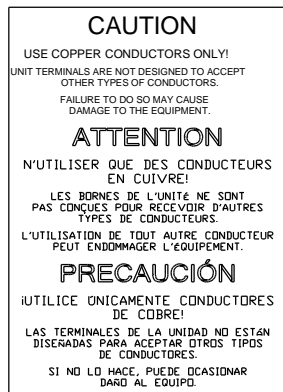 CAUTION
USE COPPER CONDUCTORS ONLY!
UNIT TERMINALS ARE NOT DESIGNED TO ACCEPT
OTHER TYPES OF CONDUCTORS.
FAILURE TO DO SO MAY CAUSE
DAMAGE TO THE EQUIPMENT.
ATTENTION
N'UTILISER QUE DES CONDUCTEURS
EN CUIVRE!
LES BORNES DE L'UNITÉ NE SONT
PAS CONÇUES POUR RECEVOIR D'AUTRES
TYPES DE CONDUCTEURS.
L'UTILISATION DE TOUT AUTRE CONDUCTEUR
PEUT ENDOMMAGER L'ÉQUIPEMENT.
PRECAUCIÓN
¡UTILICE ÚNICAMENTE CONDUCTORES
DE COBRE!
LAS TERMINALES DE LA UNIDAD NO ESTÁN
DISEÑADAS PARA ACEPTAR OTROS TIPOS
DE CONDUCTORES.
SI NO LO HACE, PUEDE OCASIONAR
DAÑO AL EQUIPO.